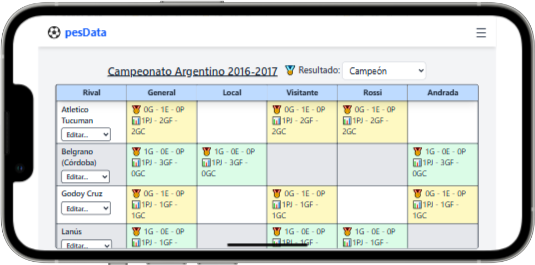 pesData
Campeonato Argentino 2016-2017 Resultado: Campeón
Rival General Local Visitante Rossi Andrada
Atletico Tucuman Editar...
0G - 1E - 0P
1PJ - 2GF - 2GC
0G - 1E - 0P
1PJ - 2GF - 2GC
0G - 1E - 0P
1PJ - 2GF - 2GC
Belgrano (Córdoba) Editar...
1G - 0E - 0P
1PJ - 3GF - 0GC
1G - 0E - 0P
1PJ - 3GF - 0GC
1G - 0E - 0P
1PJ - 3GF - 0GC
Godoy Cruz Editar...
0G - 1E - 0P
1PJ - 1GF - 1GC
0G - 1E - 0P
1PJ - 1GF - 1GC
0G - 1E - 0P
1PJ - 1GF - 1GC
Lanús Editar...
1G - 0E - 0P
1PJ - 1GF -
1G - 0E - 0P
1PJ - 1GF -
1G - 0E - 0P
1PJ - 1GF -